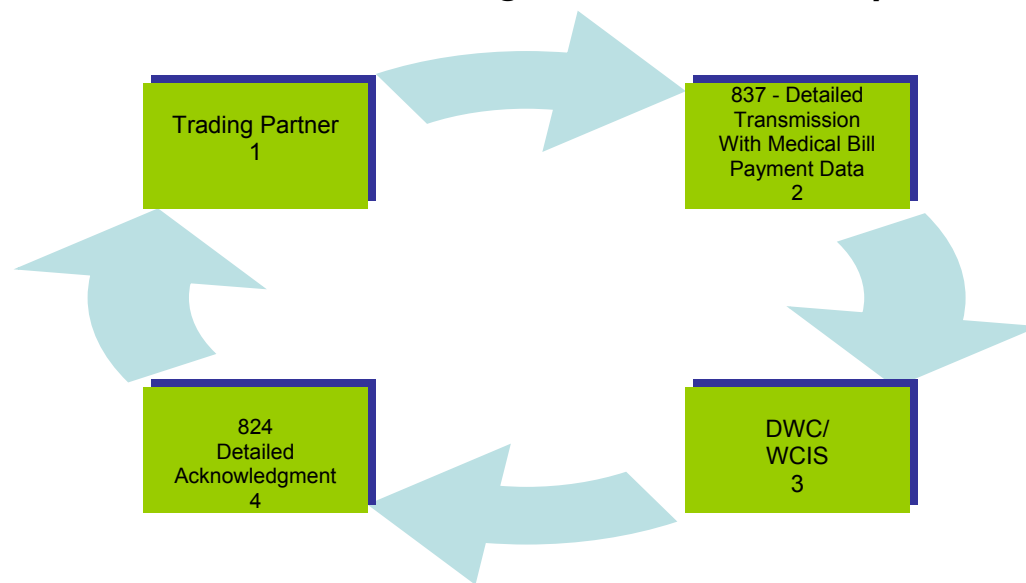 Trading Partner
1
837 - Detailed
Transmission
With Medical Bill
Payment Data
2
DWC/
WCIS
3
824
Detailed
Acknowledgment
4